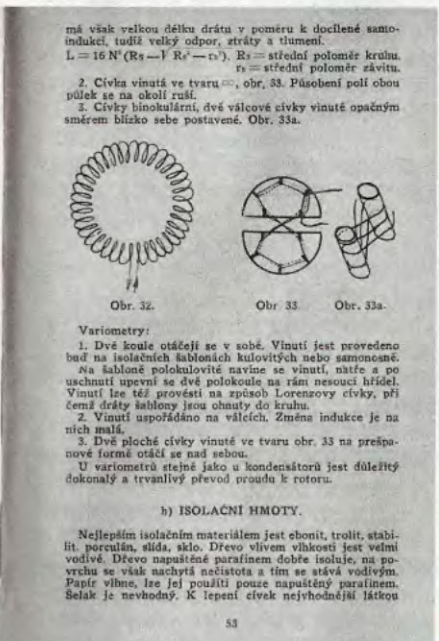 má však velkou délku drátu v poměru k docílené samo-
indukci, tudíž velký odpor, ztráty a tlumení.
L = 16 N² (Rs — √ Rs² — rs²). Rs = střední poloměr kruhu.
rs = střední poloměr závitu.
2. Cívka vinutá ve tvaru ∞, obr. 33. Působení polí obou
půlek se na okolí ruší.
3. Cívky binokulární, dvě válcové cívky vinuté opačným
směrem blízko sebe postavené. Obr. 33a.
Obr. 32.
Obr 33
Obr. 33a.
Variometry:
1. Dvě koule otáčejí se v sobě. Vinutí jest provedeno
buď na isolačních šablonách kulovitých nebo samonosné.
Na šabloně polokulovité navine se vinutí, natře a po
uschnutí upevní se dvě polokoule na rám nesoucí hřídel.
Vinutí lze též provésti na způsob Lorenzovy cívky, při
čemž dráty šablony jsou ohnuty do kruhu.
2. Vinutí uspořádáno na válcích. Změna indukce je na
nich malá.
3. Dvě ploché cívky vinuté ve tvaru obr. 33 na prešpa-
nové formě otáčí se nad sebou.
U variometrů stejně jako u kondensátorů jest důležitý
dokonalý a trvanlivý převod proudu k rotoru.
b) ISOLAČNÍ HMOTY.
Nejlepším isolačním materiálem jest ebonit, trolit, stabi-
lit, porculán, slída, sklo. Dřevo vlivem vlhkosti jest velmi
vodivé. Dřevo napuštěné parafinem dobře isoluje, na po-
vrchu se však nachytá nečistota a tím se stává vodivým.
Papír vlhne, lze jej použíti pouze napuštěný parafinem.
Šelak je nevhodný. K lepení cívek nejvhodnější látkou
53